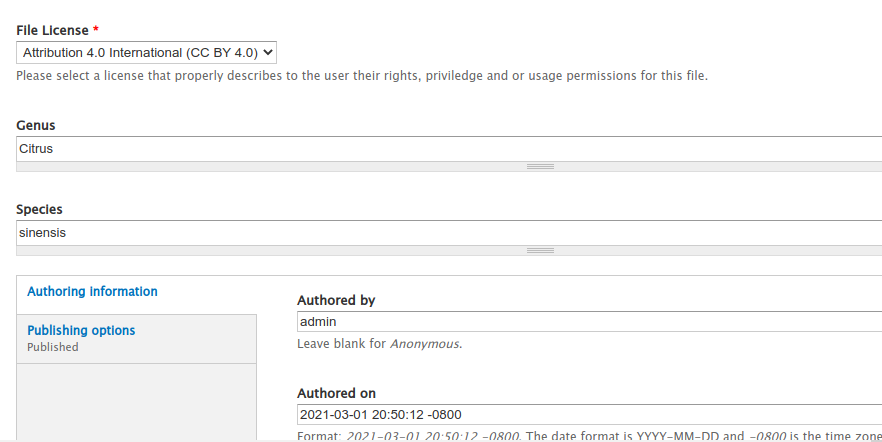 File License *
Attribution 4.0 International (CC BY 4.0)
Please select a license that properly describes to the user their rights, priviledge and or usage permissions for this file.
Genus
Citrus
Species
sinensis
Authoring information
Publishing options
Published
Authored by
admin
Leave blank for Anonymous.
Authored on
2021-03-01 20:50:12 -0800
Format: 2021-03-01 20:50:12 -0800. The date format is YYYY-MM-DD and -0800 is the time zone